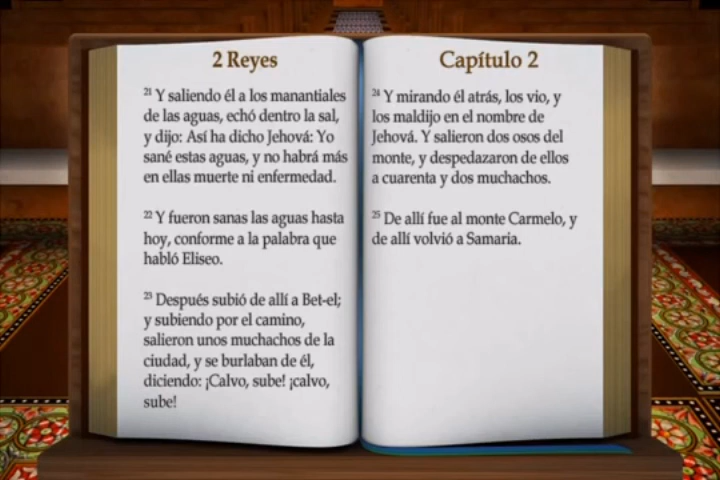 2 Reyes
21 Y saliendo él a los manantiales
de las aguas, echó dentro la sal,
y dijo: Así ha dicho Jehová: Yo
sané estas aguas, y no habrá más
en ellas muerte ni enfermedad.
22 Y fueron sanas las aguas hasta
hoy, conforme a la palabra que
habló Eliseo.
23 Después subió de allí a Bet-el;
y subiendo por el camino,
salieron unos muchachos de la
ciudad, y se burlaban de él,
diciendo: ¡Calvo, sube! ¡calvo,
sube!
Capítulo 2
24 Y mirando él atrás, los vio, y
los maldijo en el nombre de
Jehová. Y salieron dos osos del
monte, y despedazaron de ellos
a cuarenta y dos muchachos.
25 De allí fue al monte Carmelo, y
de allí volvió a Samaria.